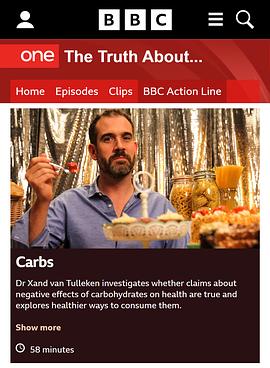 BBC
one The Truth About...
Home Episodes Clips BBC Action Line
Carbs
Dr Xand van Tulleken investigates whether claims about
negative effects of carbohydrates on health are true and
explores healthier ways to consume them.
Show more
58 minutes